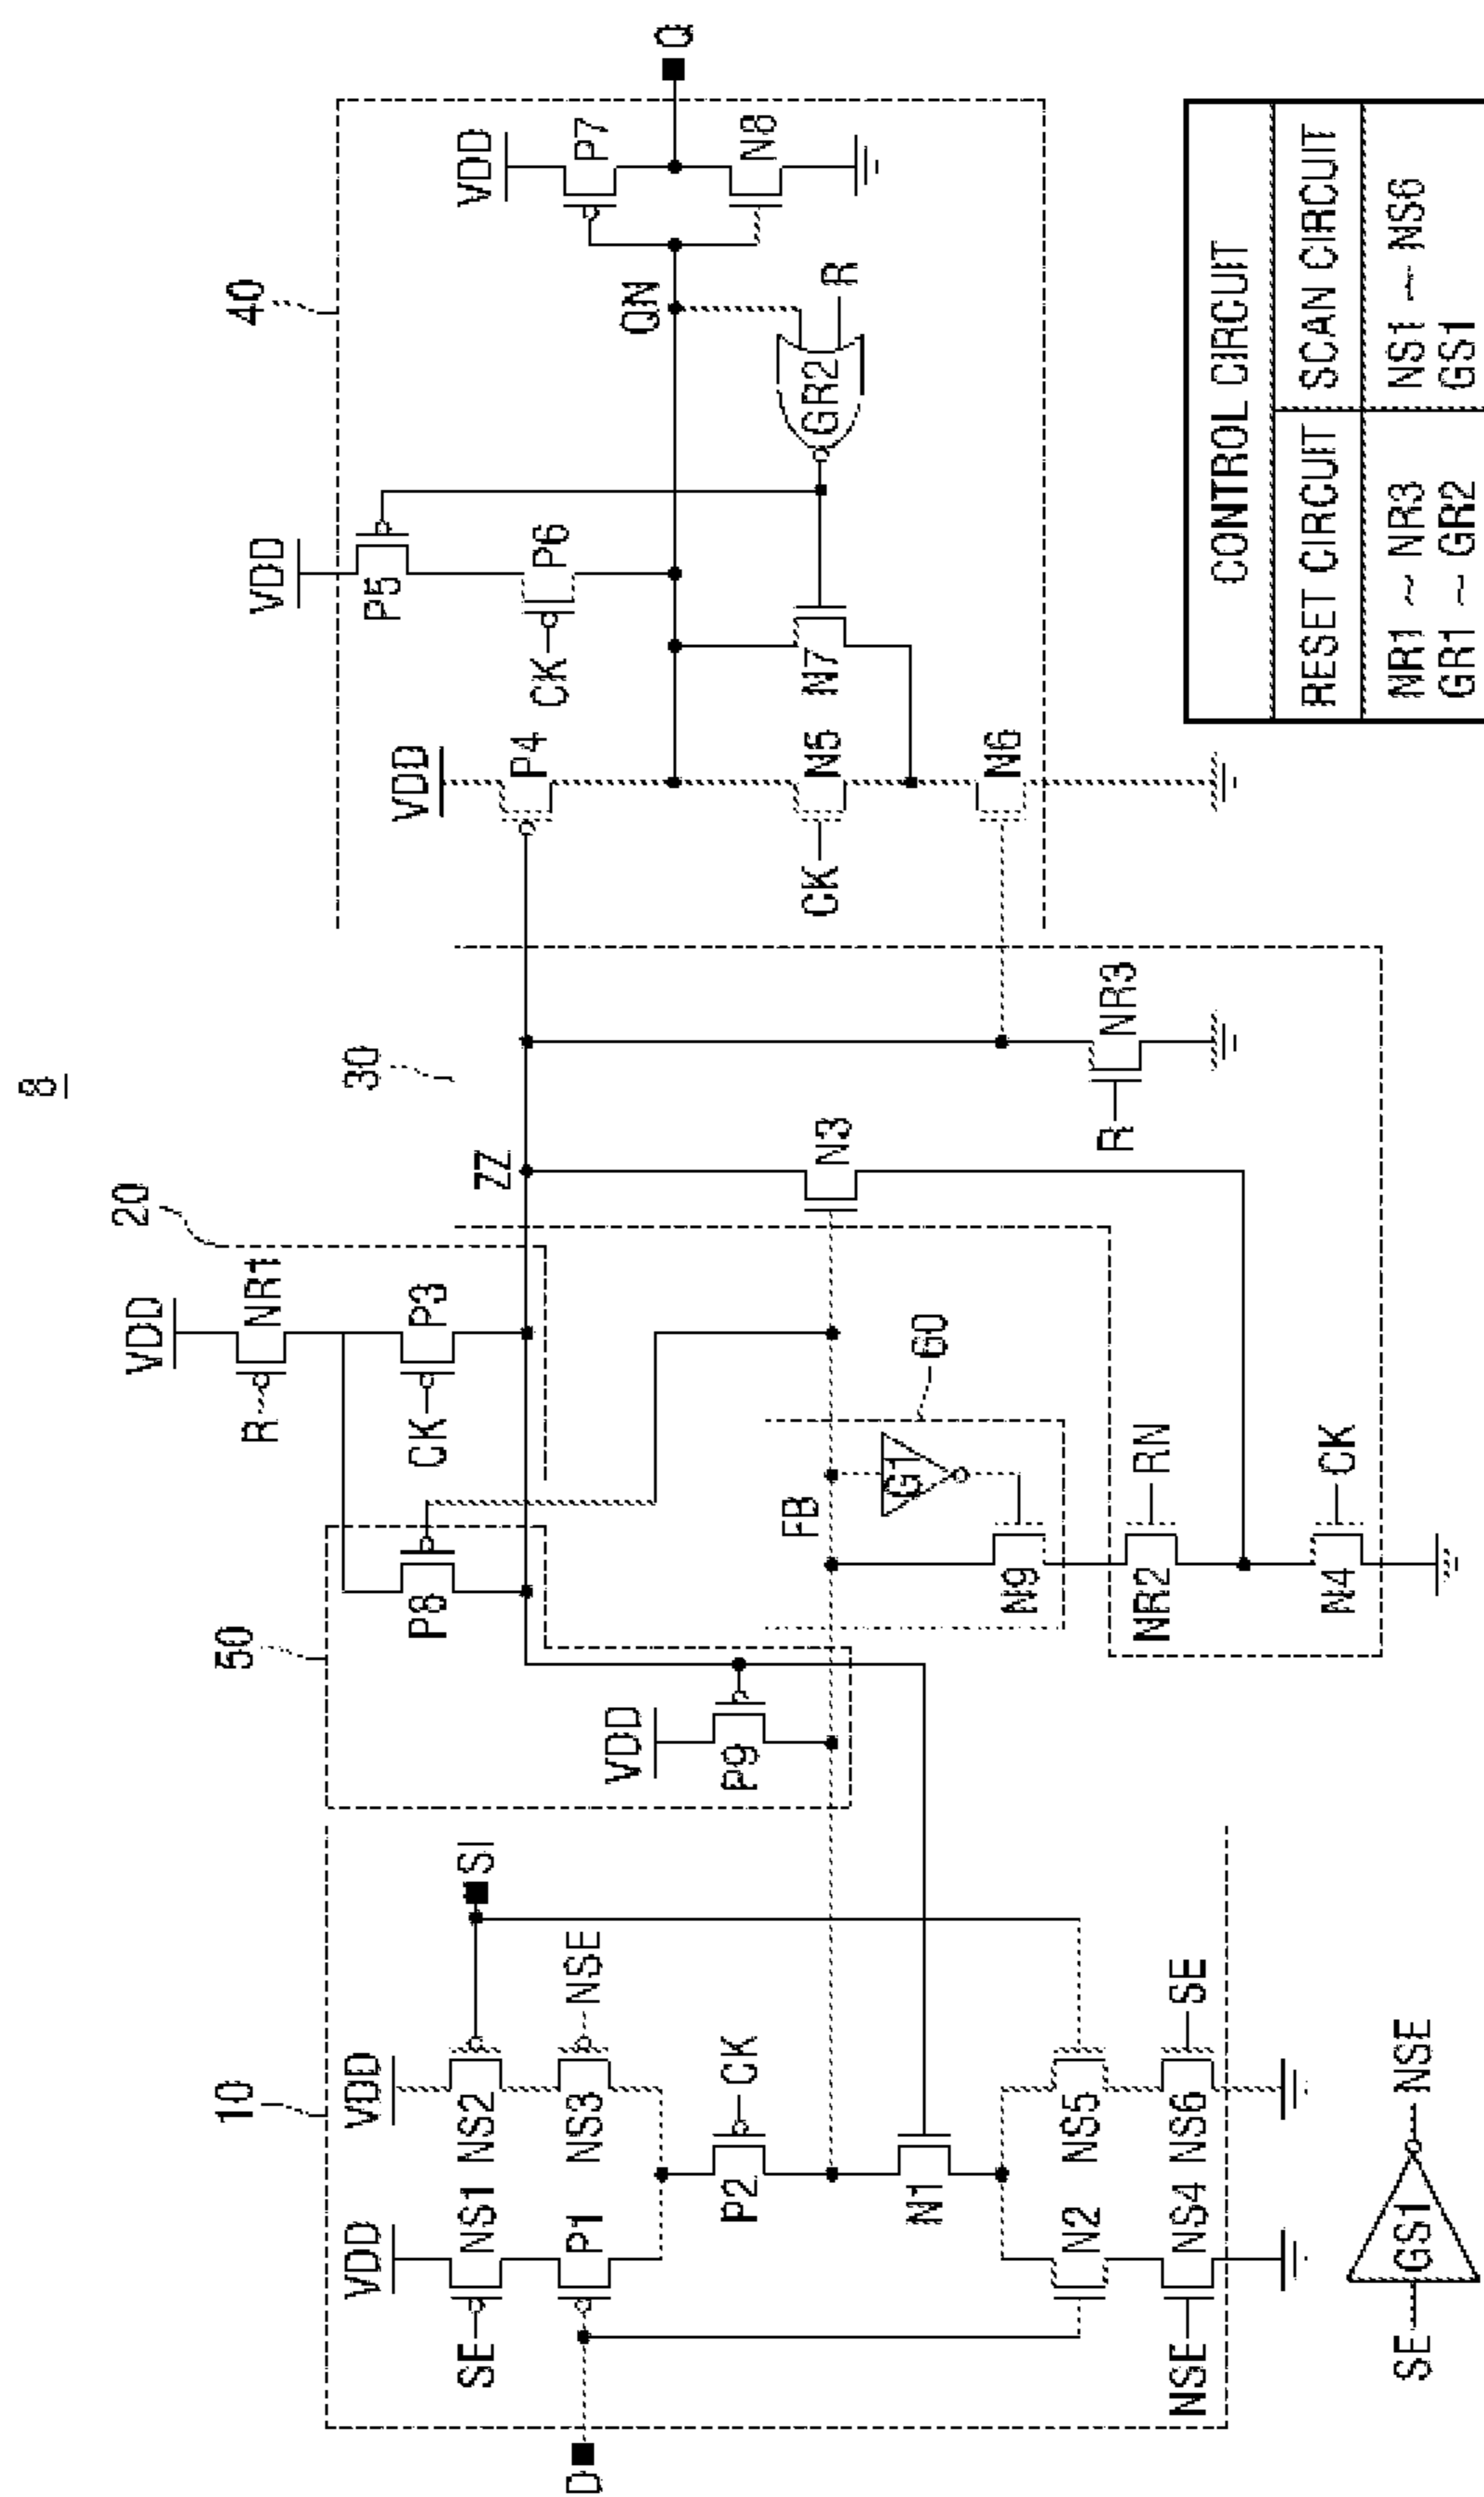 8
20
VDD
10
50
40
R
NR1
VDD
VDD
VDD
30
P5
VDD
P8
CK
P3
SE
NS1
NS2
SI
ZZ
VDD
P4
CK
P6
D
P1
NS3
NSE
P7
VDD
QN
Q
P2
CK
P9
N8
FB
N3
CK
N5
N7
GR2
R
G1
N1
60
N9
N6
N2
NS5
R
NR3
NR2
RN
NSE
NS4
NS6
SE
N4
CK
SE
GS1
NSE
CONTROL CIRCUIT
RESET CIRCUIT
SCAN CIRCUIT
NR1 ~ NR3
GR1 ~ GR2
NS1 ~ NS6
GS1